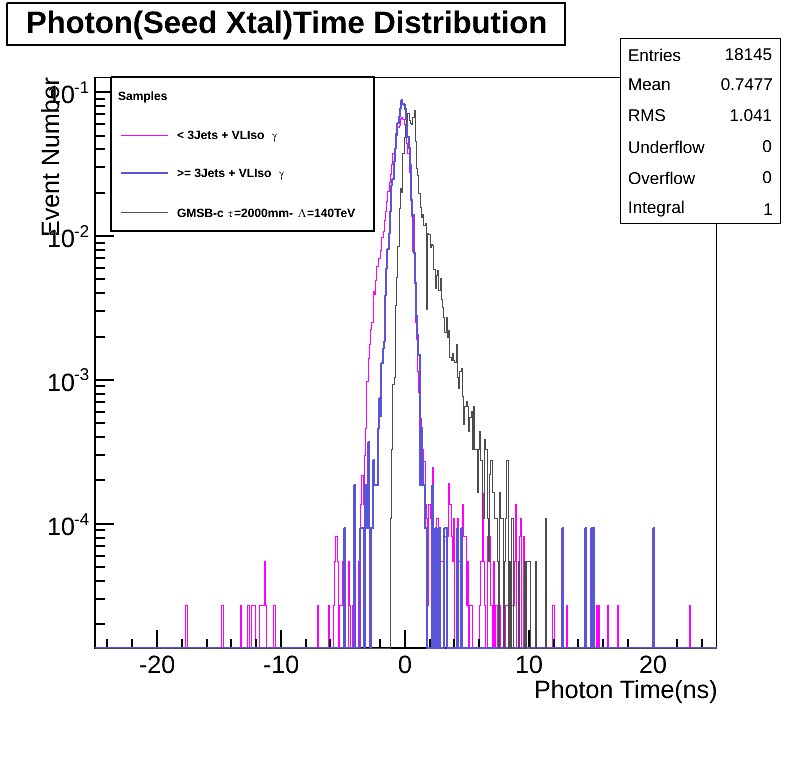 Photon(Seed Xtal)Time Distribution
Entries 18145
Mean 0.7477
RMS 1.041
Underflow 0
Overflow 0
Integral 1
Samples
< 3Jets + VLIso γ
>= 3Jets + VLIso γ
GMSB-c τ=2000mm- Λ=140TeV
Event Number
10⁻¹
10⁻²
10⁻³
10⁻⁴
-20 -10 0 10 20
Photon Time(ns)